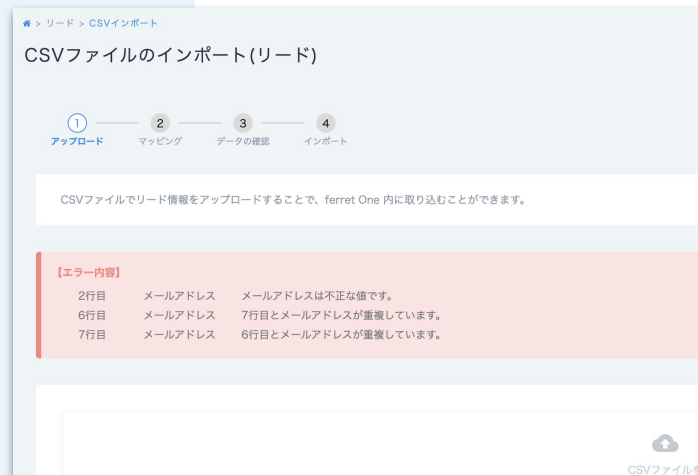 > リード > CSVインポート
CSVファイルのインポート(リード)
1 2 3 4
アップロード マッピング データの確認 インポート
CSVファイルでリード情報をアップロードすることで、ferret One 内に取り込むことができます。
【エラー内容】
2行目 メールアドレス メールアドレスは不正な値です。
6行目 メールアドレス 7行目とメールアドレスが重複しています。
7行目 メールアドレス 6行目とメールアドレスが重複しています。
CSVファイル